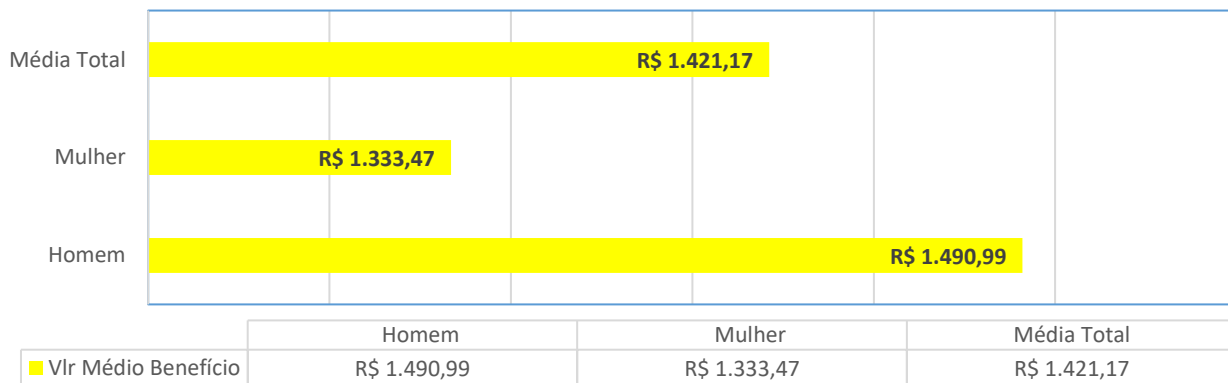 Média Total
R$ 1.421,17
Mulher
R$ 1.333,47
Homem
R$ 1.490,99
Homem Mulher Média Total
Vlr Médio Benefício R$ 1.490,99 R$ 1.333,47 R$ 1.421,17